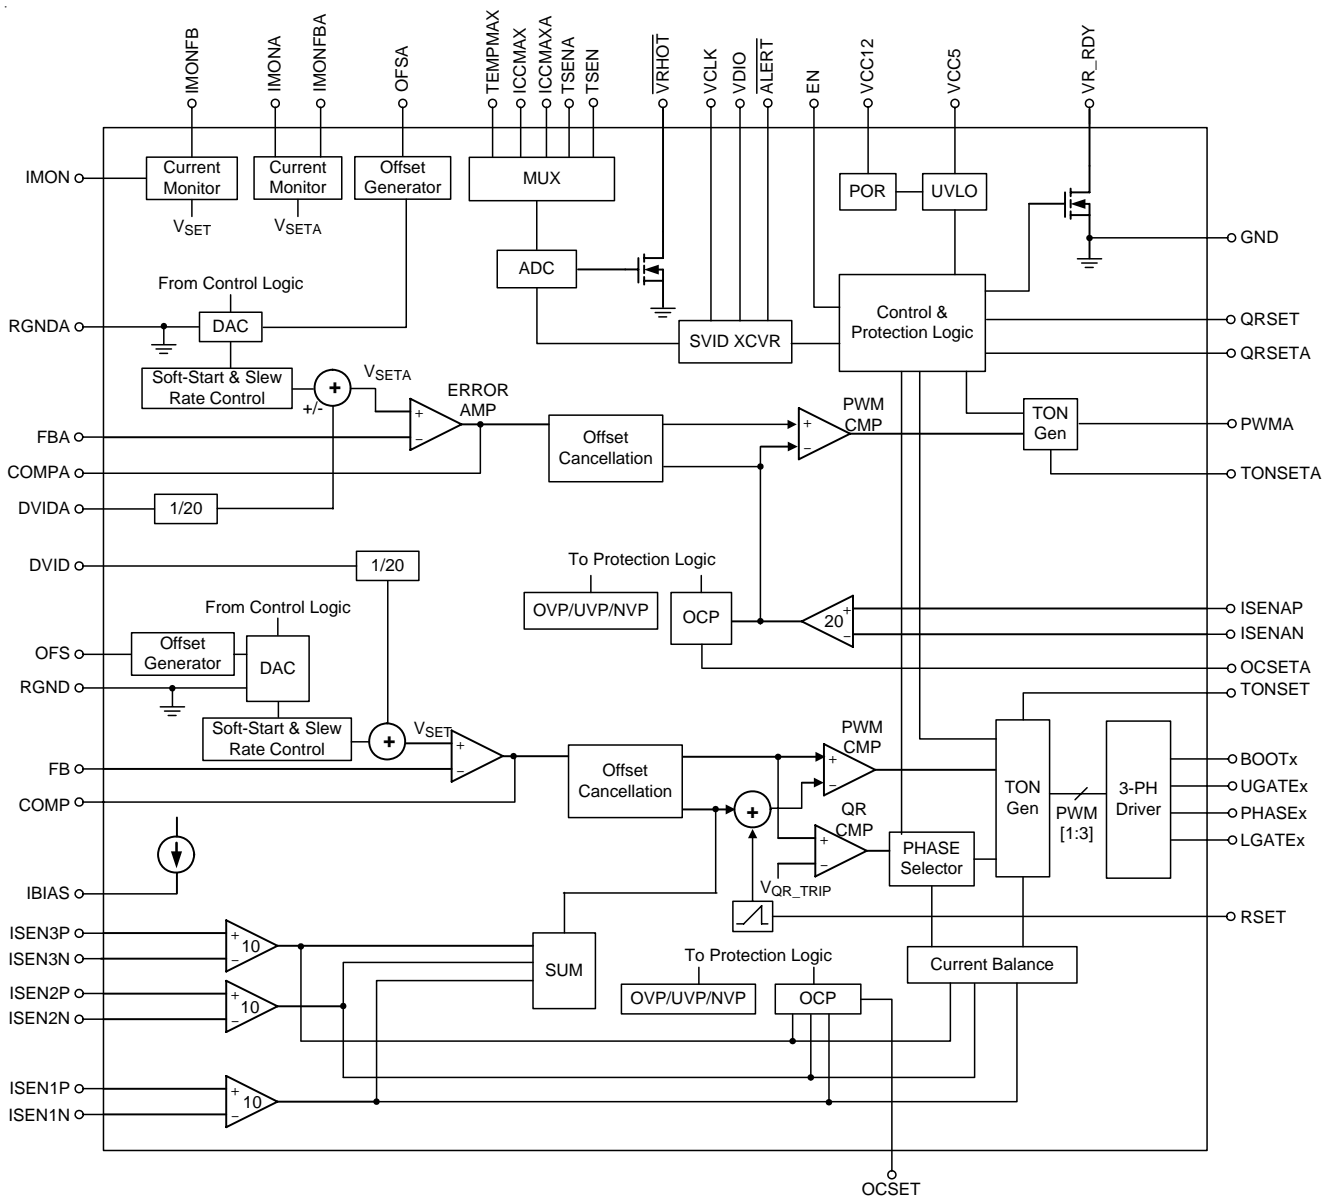 IMONFB
IMONA
IMONFBA
OFSA
TEMPMAX
ICCMAX
ICCMAXA
TSENA
TSEN
VRHOT
VCLK
VDIO
ALERT
EN
VCC12
VCC5
VR_RDY
IMON
Current
Monitor
VSET
Current
Monitor
VSETA
Offset
Generator
MUX
POR
UVLO
GND
ADC
From Control Logic
RGNDA
DAC
SVID XCVR
Control &
Protection Logic
QRSET
QRSETA
Soft-Start & Slew
Rate Control
+
+/-
VSETA
ERROR
AMP
+
−
Offset
Cancellation
PWM
CMP
+
−
TON
Gen
PWMA
FBA
COMPA
TONSETA
DVIDA
1/20
DVID
1/20
To Protection Logic
OVP/UVP/NVP
OCP
20
+
−
ISENAP
ISENAN
OCSETA
From Control Logic
OFS
Offset
Generator
DAC
RGND
TONSET
Soft-Start & Slew
Rate Control
+
VSET
+
−
Offset
Cancellation
PWM
CMP
+
−
FB
COMP
+
QR
CMP
+
−
VQR_TRIP
PHASE
Selector
TON
Gen
PWM
[1:3]
3-PH
Driver
BOOTx
UGATEx
PHASEx
LGATEx
IBIAS
RSET
ISEN3P
ISEN3N
+
−
10
SUM
To Protection Logic
OVP/UVP/NVP
OCP
Current Balance
ISEN2P
ISEN2N
+
−
10
ISEN1P
ISEN1N
+
−
10
OCSET